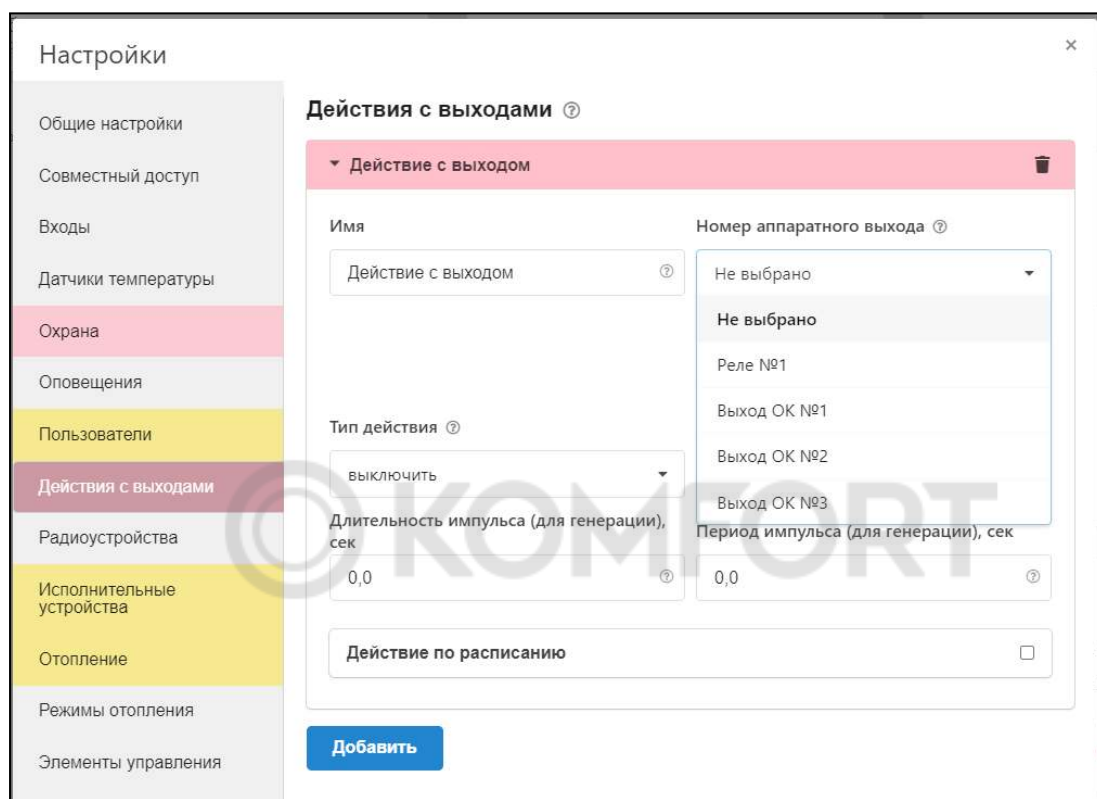 Настройки
×
Общие настройки
Совместный доступ
Входы
Датчики температуры
Охрана
Оповещения
Пользователи
Действия с выходами
Радиоустройства
Исполнительные
устройства
Отопление
Режимы отопления
Элементы управления
Действия с выходами ?
Действие с выходом
Имя
Действие с выходом ?
Номер аппаратного выхода ?
Не выбрано
Не выбрано
Реле №1
Выход ОК №1
Выход ОК №2
Выход ОК №3
Тип действия ?
выключить
Длительность импульса (для генерации),
сек
0,0 ?
Период импульса (для генерации), сек
0,0 ?
Действие по расписанию
Добавить
©KOMFORT